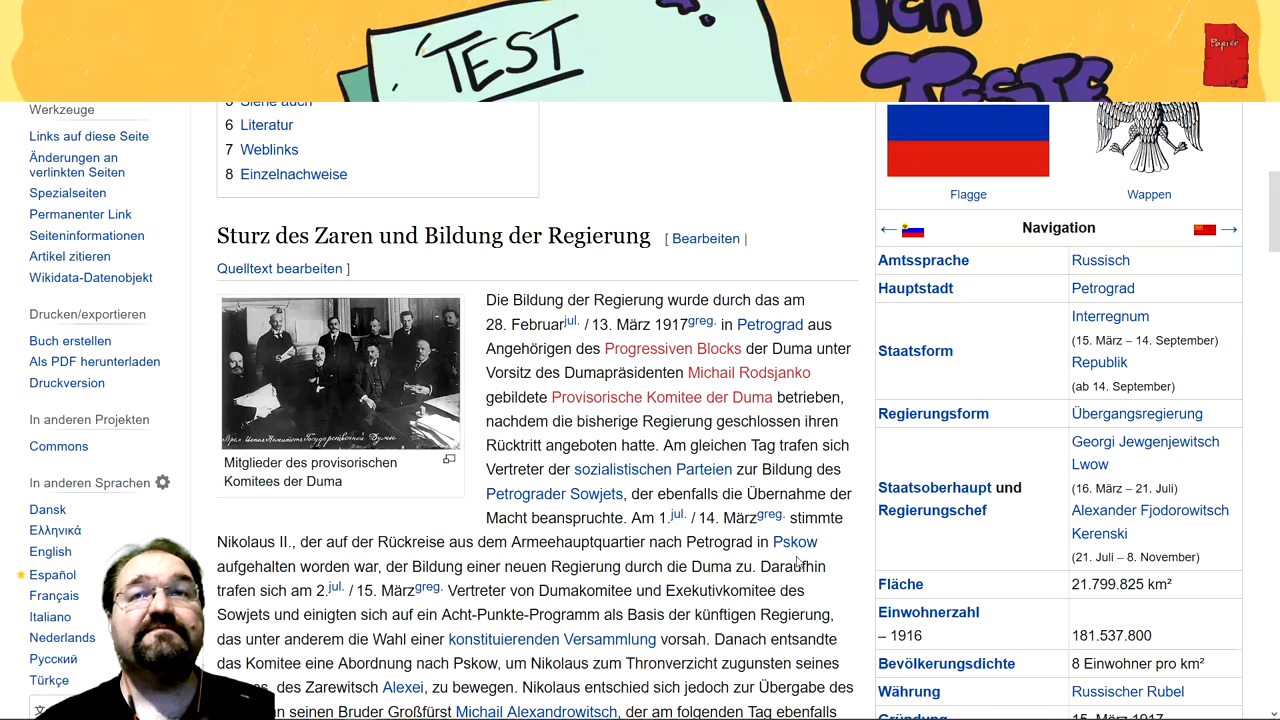 TEST
Ich
TESTE
Papier
Werkzeuge
Links auf diese Seite
Änderungen an
verlinkten Seiten
Spezialseiten
Permanenter Link
Seiteninformationen
Artikel zitieren
Wikidata-Datenobjekt
Drucken/exportieren
Buch erstellen
Als PDF herunterladen
Druckversion
In anderen Projekten
Commons
In anderen Sprachen
Dansk
Ελληνικά
English
Español
Français
Italiano
Nederlands
Русский
Türkçe
5 Siehe auch
6 Literatur
7 Weblinks
8 Einzelnachweise
Sturz des Zaren und Bildung der Regierung [ Bearbeiten |
Quelltext bearbeiten ]
Mitglieder des provisorischen
Komitees der Duma
Die Bildung der Regierung wurde durch das am
28. Februarjul. / 13. März 1917greg. in Petrograd aus
Angehörigen des Progressiven Blocks der Duma unter
Vorsitz des Dumapräsidenten Michail Rodsjanko
gebildete Provisorische Komitee der Duma betrieben,
nachdem die bisherige Regierung geschlossen ihren
Rücktritt angeboten hatte. Am gleichen Tag trafen sich
Vertreter der sozialistischen Parteien zur Bildung des
Petrograder Sowjets, der ebenfalls die Übernahme der
Macht beanspruchte. Am 1.jul. / 14. Märzgreg. stimmte
Nikolaus II., der auf der Rückreise aus dem Armeehauptquartier nach Petrograd in Pskow
aufgehalten worden war, der Bildung einer neuen Regierung durch die Duma zu. Daraufhin
trafen sich am 2.jul. / 15. Märzgreg. Vertreter von Dumakomitee und Exekutivkomitee des
Sowjets und einigten sich auf ein Acht-Punkte-Programm als Basis der künftigen Regierung,
das unter anderem die Wahl einer konstituierenden Versammlung vorsah. Danach entsandte
das Komitee eine Abordnung nach Pskow, um Nikolaus zum Thronverzicht zugunsten seines
des Zarewitsch Alexei, zu bewegen. Nikolaus entschied sich jedoch zur Übergabe des
an seinen Bruder Großfürst Michail Alexandrowitsch, der am folgenden Tag ebenfalls
Flagge Wappen
← Navigation →
Amtssprache Russisch
Hauptstadt Petrograd
Staatsform Interregnum
(15. März – 14. September)
Republik
(ab 14. September)
Regierungsform Übergangsregierung
Staatsoberhaupt und
Regierungschef
Georgi Jewgenjewitsch
Lwow
(16. März – 21. Juli)
Alexander Fjodorowitsch
Kerenski
(21. Juli – 8. November)
Fläche 21.799.825 km²
Einwohnerzahl
– 1916 181.537.800
Bevölkerungsdichte 8 Einwohner pro km²
Währung Russischer Rubel
Gründung 15. März 1917